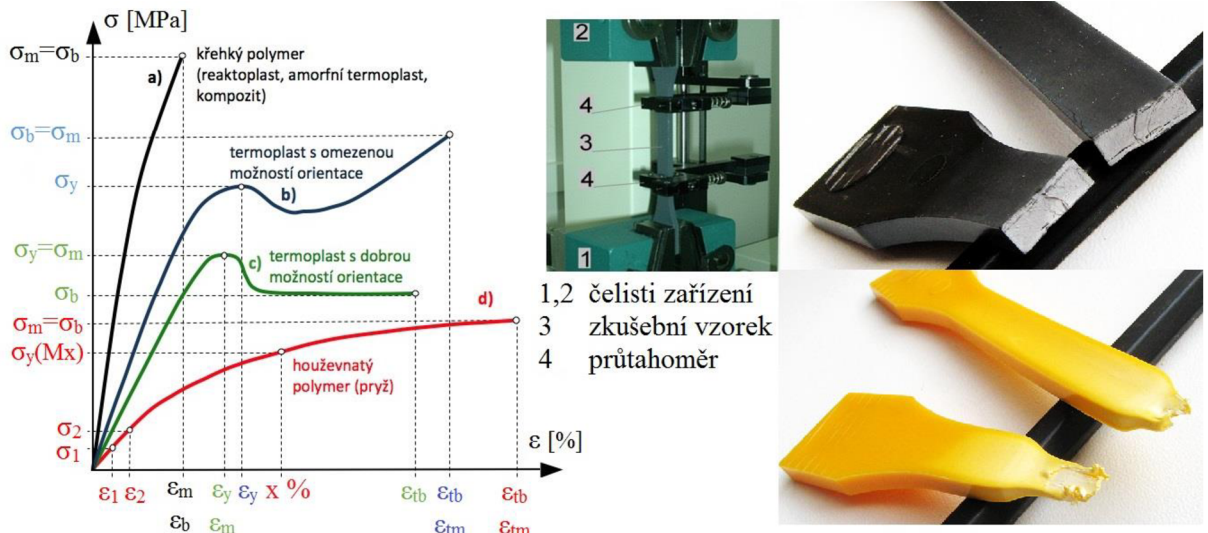 σ [MPa]
σm=σb
křehký polymer
a)
(reaktoplast, amorfní termoplast,
kompozit)
σb=σm
termoplast s omezenou
možností orientace
σy
b)
σy=σm
c)
termoplast s dobrou
možností orientace
σb
d)
σm=σb
σy(Mx)
houževnatý
polymer (pryž)
σ2
σ1
ε [%]
ε1 ε2 εm εy εy x % εtb εtb εtb
εb εm εtm εtm
2
4
3
4
1
1,2 čelisti zařízení
3 zkušební vzorek
4 průtahoměr